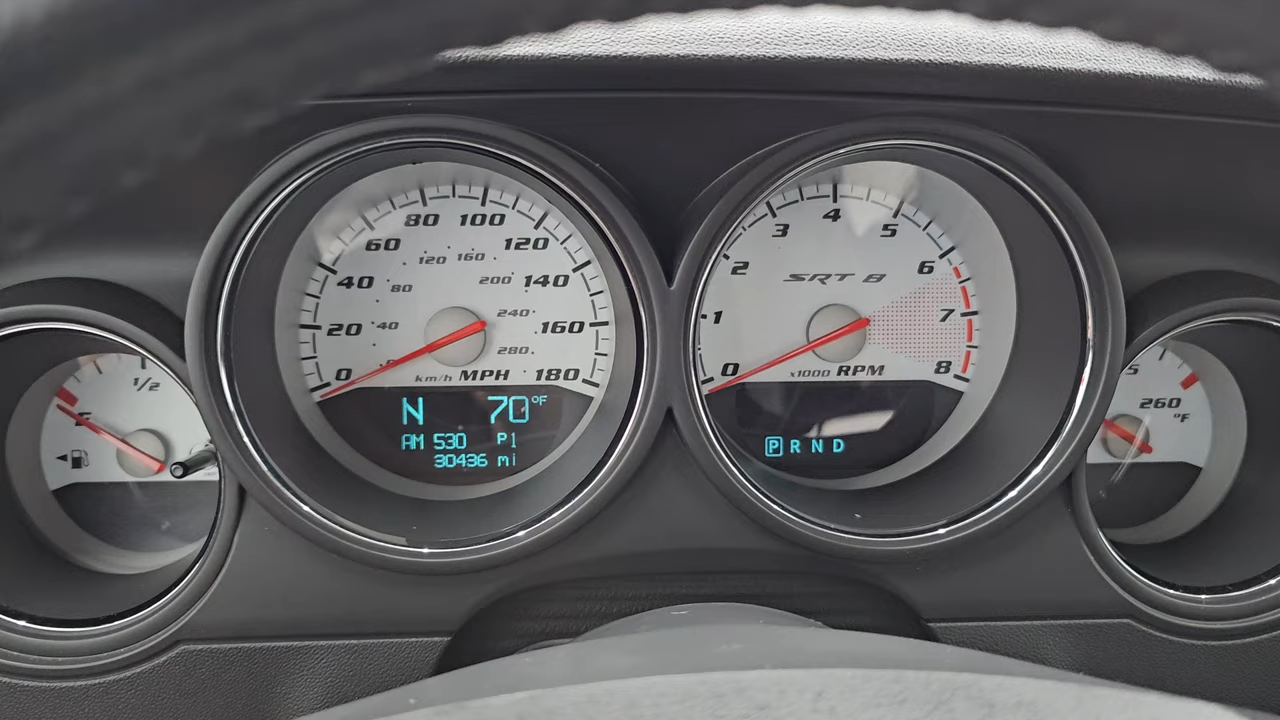 1/2
E
0 20 40 60 80 100 120 140 160 180
0 40 80 120 160 200 240 280
km/h MPH
N 70°F
AM 530 P1
30436 mi
0 1 2 3 4 5 6 7 8
SRT 8
x1000 RPM
P R N D
260
°F